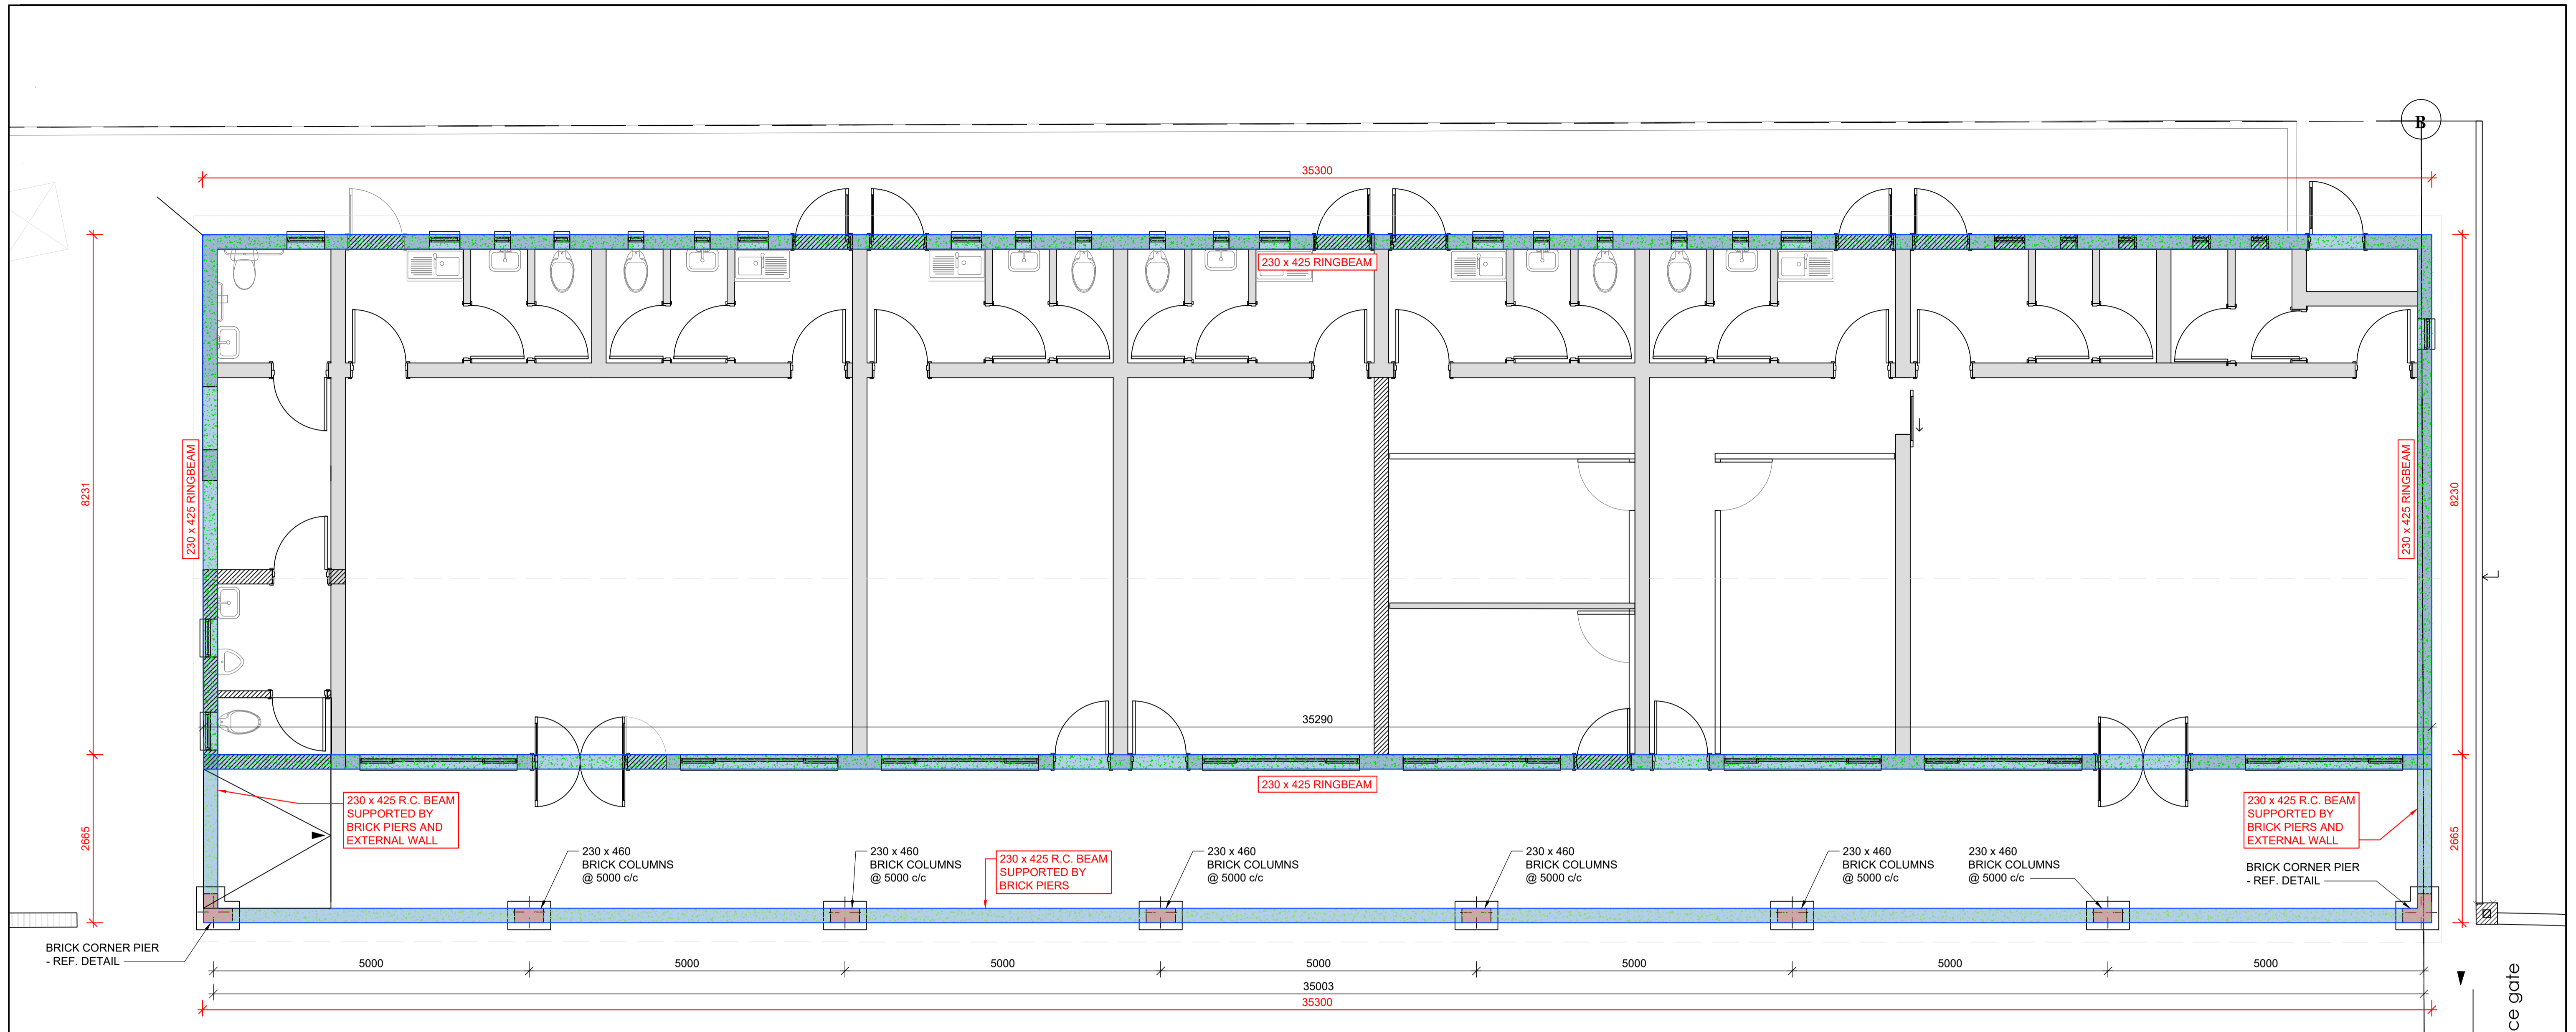 B
35300
230 x 425 RINGBEAM
230 x 425 RINGBEAM
230 x 425 RINGBEAM
8231
8230
35290
230 x 425 RINGBEAM
230 x 425 R.C. BEAM
SUPPORTED BY
BRICK PIERS AND
EXTERNAL WALL
230 x 425 R.C. BEAM
SUPPORTED BY
BRICK PIERS AND
EXTERNAL WALL
2665
2665
230 x 460
BRICK COLUMNS
@ 5000 c/c
230 x 460
BRICK COLUMNS
@ 5000 c/c
230 x 425 R.C. BEAM
SUPPORTED BY
BRICK PIERS
230 x 460
BRICK COLUMNS
@ 5000 c/c
230 x 460
BRICK COLUMNS
@ 5000 c/c
230 x 460
BRICK COLUMNS
@ 5000 c/c
230 x 460
BRICK COLUMNS
@ 5000 c/c
BRICK CORNER PIER
- REF. DETAIL
BRICK CORNER PIER
- REF. DETAIL
5000
5000
5000
5000
5000
5000
5000
35003
35300
ce gate